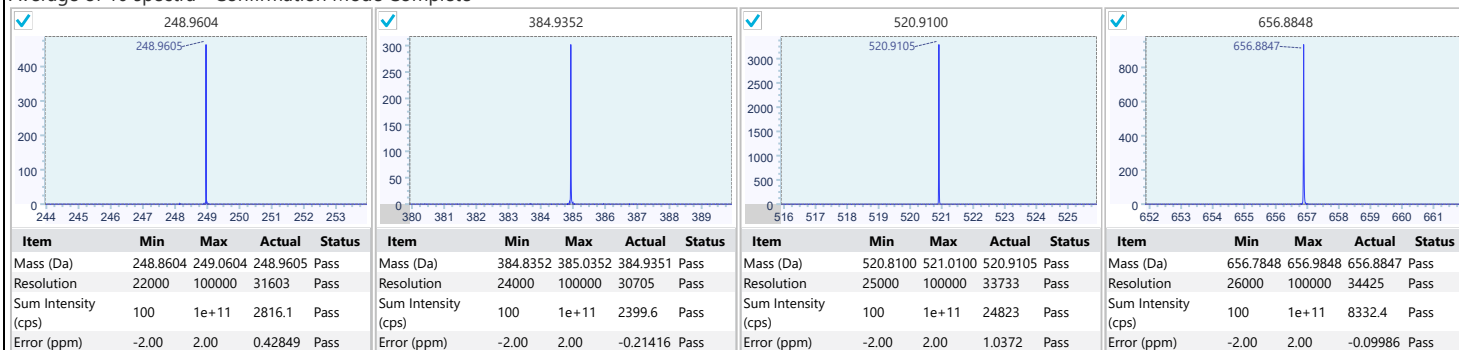 248.9604 384.9352 520.9100 656.8848
248.9605 520.9105 656.8847
400 300 200 100 0
300 250 200 150 100 50 0
3000 2500 2000 1500 1000 500 0
800 600 400 200 0
244 245 246 247 248 249 250 251 252 253
380 381 382 383 384 385 386 387 388 389
516 517 518 519 520 521 522 523 524 525
652 653 654 655 656 657 658 659 660 661
Item Min Max Actual Status
Mass (Da) 248.8604 249.0604 248.9605 Pass
Resolution 22000 100000 31603 Pass
Sum Intensity
(cps) 100 1e+11 2816.1 Pass
Error (ppm) -2.00 2.00 0.42849 Pass
Item Min Max Actual Status
Mass (Da) 384.8352 385.0352 384.9351 Pass
Resolution 24000 100000 30705 Pass
Sum Intensity
(cps) 100 1e+11 2399.6 Pass
Error (ppm) -2.00 2.00 -0.21416 Pass
Item Min Max Actual Status
Mass (Da) 520.8100 521.0100 520.9105 Pass
Resolution 25000 100000 33733 Pass
Sum Intensity
(cps) 100 1e+11 24823 Pass
Error (ppm) -2.00 2.00 1.0372 Pass
Item Min Max Actual Status
Mass (Da) 656.7848 656.9848 656.8847 Pass
Resolution 26000 100000 34425 Pass
Sum Intensity
(cps) 100 1e+11 8332.4 Pass
Error (ppm) -2.00 2.00 -0.09986 Pass